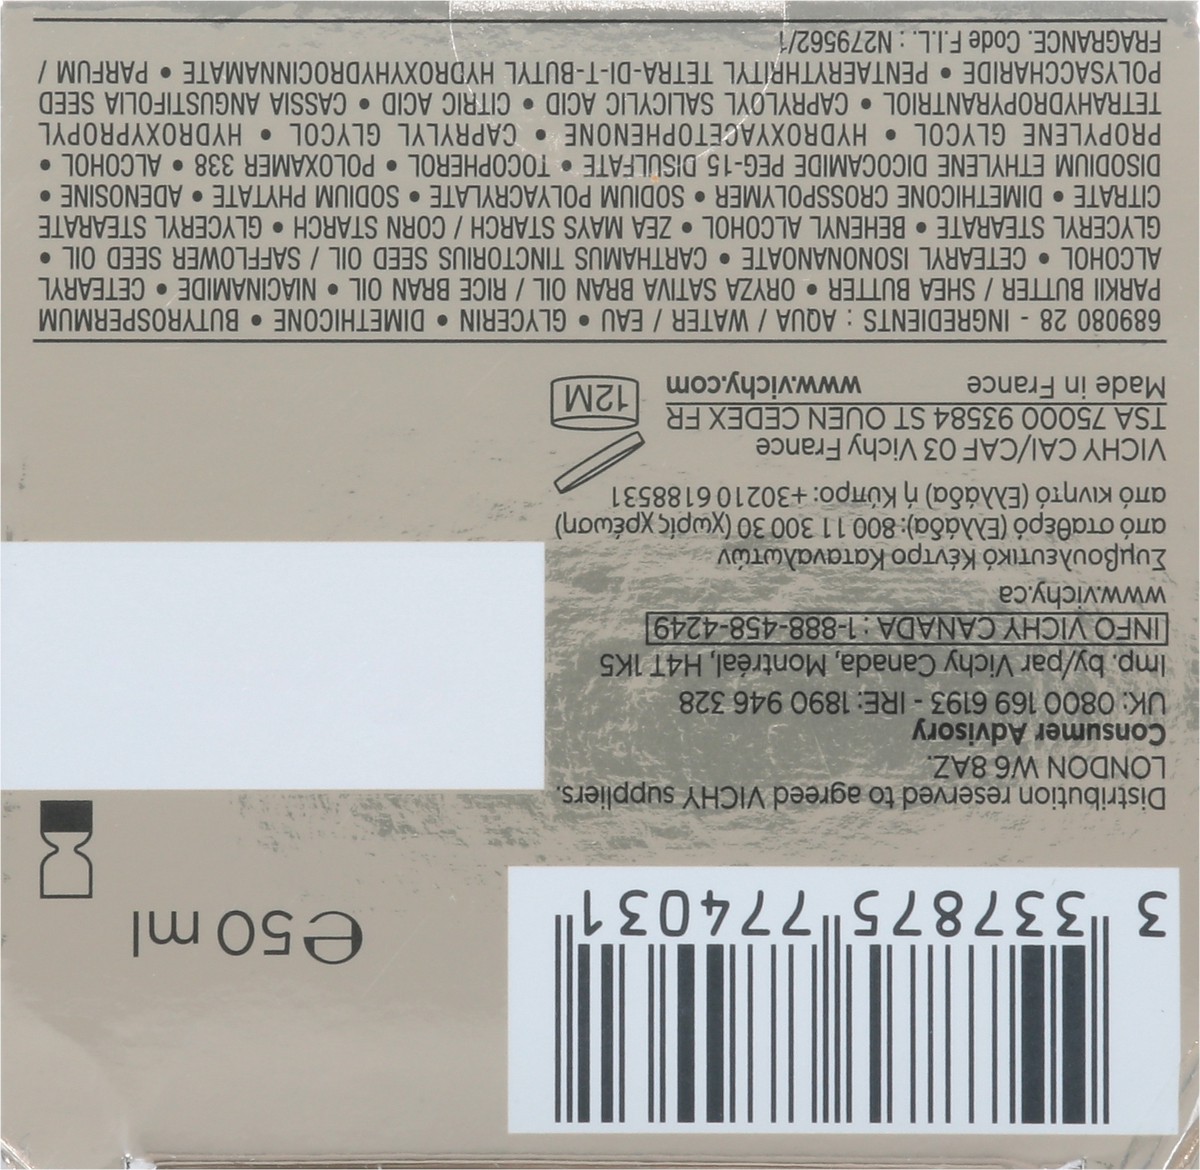 3 337875 774031
℮50 ml
Distribution reserved to agreed VICHY suppliers.
LONDON W6 8AZ.
Consumer Advisory
UK: 0800 169 6193 - IRE: 1890 946 328
Imp. by/par Vichy Canada, Montréal, H4T 1K5
INFO VICHY CANADA : 1-888-458-4249
www.vichy.ca
Συμβουλευτικό Κέντρο Καταναλωτών
από σταθερό (Ελλάδα): 800 11 300 30 (χωρίς χρέωση)
από κινητό (Ελλάδα) ή Κύπρο: +30210 6188531
VICHY CAI/CAF 03 Vichy France
TSA 75000 93584 ST OUEN CEDEX FR
Made in France www.vichy.com
12M
689080 28 - INGREDIENTS : AQUA / WATER / EAU • GLYCERIN • DIMETHICONE • BUTYROSPERMUM
PARKII BUTTER / SHEA BUTTER • ORYZA SATIVA BRAN OIL / RICE BRAN OIL • NIACINAMIDE • CETEARYL
ALCOHOL • CETEARYL ISONONANOATE • CARTHAMUS TINCTORIUS SEED OIL / SAFFLOWER SEED OIL •
GLYCERYL STEARATE • BEHENYL ALCOHOL • ZEA MAYS STARCH / CORN STARCH • GLYCERYL STEARATE
CITRATE • DIMETHICONE CROSSPOLYMER • SODIUM POLYACRYLATE • SODIUM PHYTATE • ADENOSINE •
DISODIUM ETHYLENE DICOCAMIDE PEG-15 DISULFATE • TOCOPHEROL • POLOXAMER 338 • ALCOHOL •
PROPYLENE GLYCOL • HYDROXYACETOPHENONE • CAPRYLYL GLYCOL • HYDROXYPROPYL
TETRAHYDROPYRANTRIOL • CAPRYLOYL SALICYLIC ACID • CITRIC ACID • CASSIA ANGUSTIFOLIA SEED
POLYSACCHARIDE • PENTAERYTHRITYL TETRA-DI-T-BUTYL HYDROXYHYDROCINNAMATE • PARFUM /
FRAGRANCE. Code F.I.L. : N279562/1